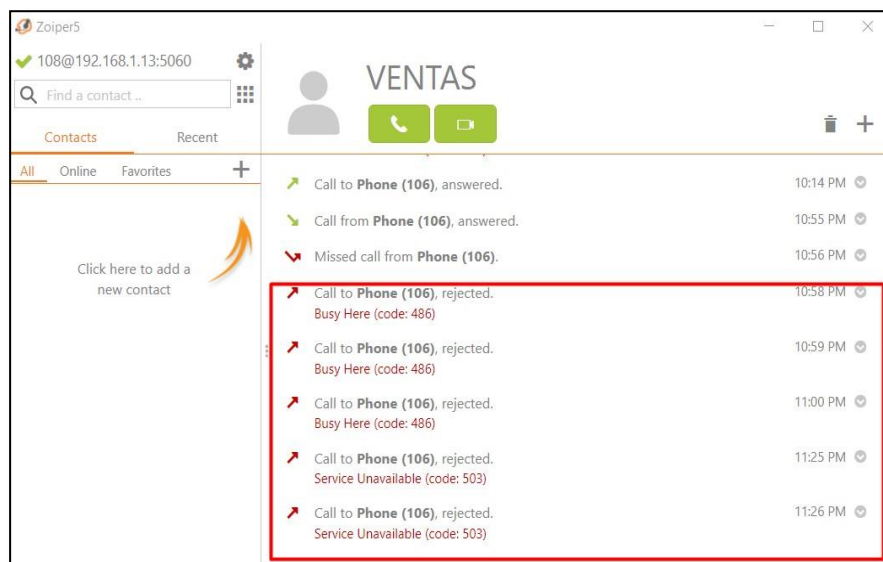 Zoiper5
108@192.168.1.13:5060
Find a contact ..
Contacts Recent
All Online Favorites
Click here to add a
new contact
VENTAS
Call to Phone (106), answered. 10:14 PM
Call from Phone (106), answered. 10:55 PM
Missed call from Phone (106). 10:56 PM
Call to Phone (106), rejected. 10:58 PM
Busy Here (code: 486)
Call to Phone (106), rejected. 10:59 PM
Busy Here (code: 486)
Call to Phone (106), rejected. 11:00 PM
Busy Here (code: 486)
Call to Phone (106), rejected. 11:25 PM
Service Unavailable (code: 503)
Call to Phone (106), rejected. 11:26 PM
Service Unavailable (code: 503)